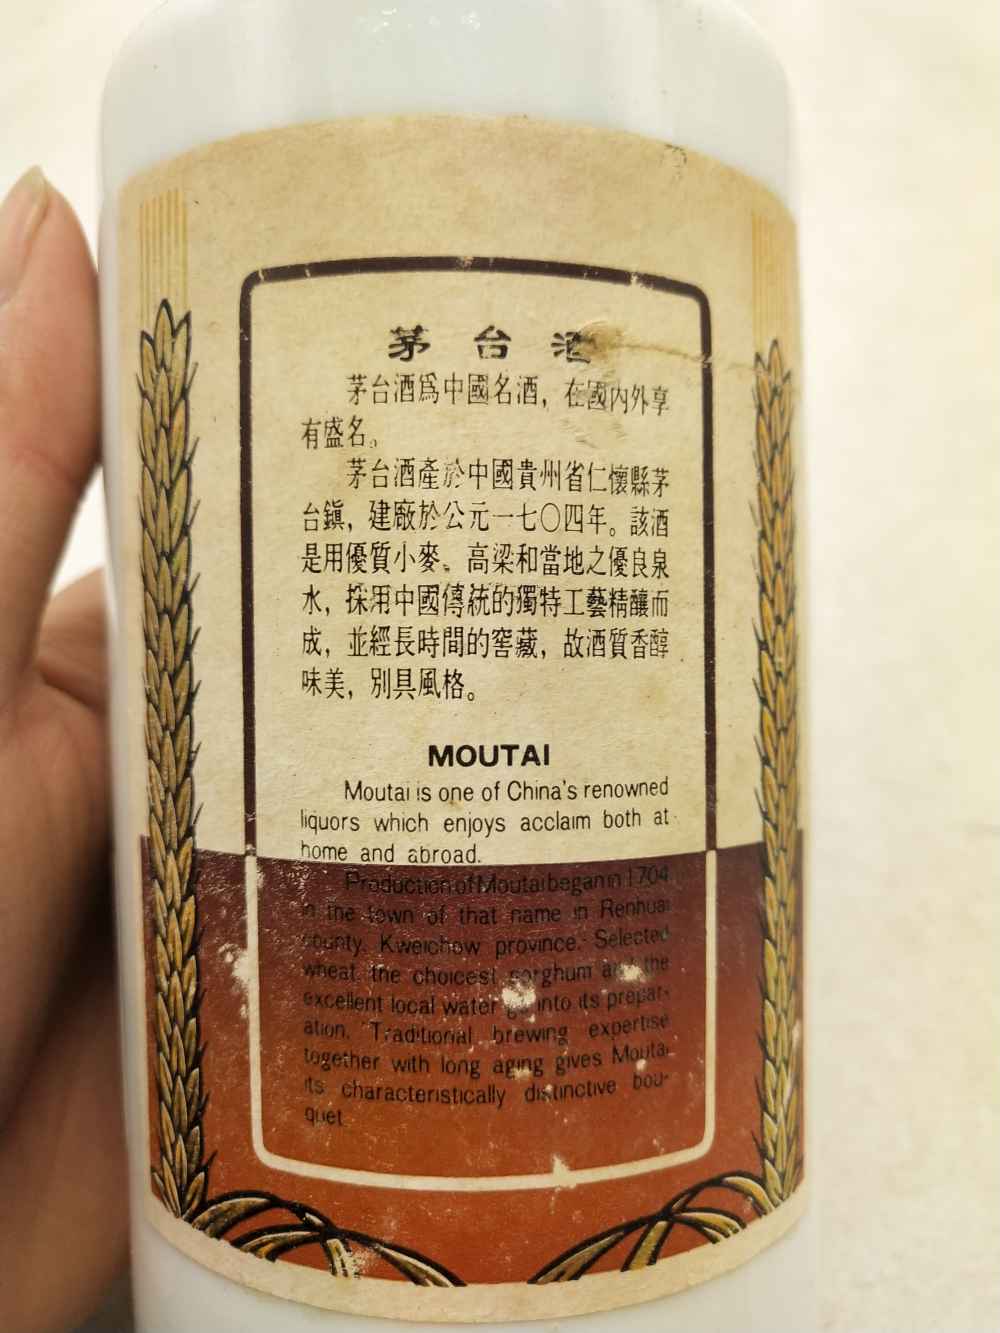 茅台酒
茅台酒爲中國名酒，在國内外享
有盛名。
茅台酒產於中國貴州省仁懷縣茅
台鎮，建廠於公元一七〇四年。該酒
是用優質小麥、高梁和當地之優良泉
水，採用中國傳統的獨特工藝精釀而
成，並經長時間的窖藏，故酒質香醇
味美，別具風格。
MOUTAI
Moutai is one of China's renowned
liquors which enjoys acclaim both at
home and abroad.
Production of Moutai began in 1704
in the town of that name in Renhuai
county, Kweichow province. Selected
wheat, the choicest sorghum and the
excellent local water go into its prepar-
ation. Traditional brewing expertise
together with long aging gives Moutai
its characteristically distinctive bou-
quet